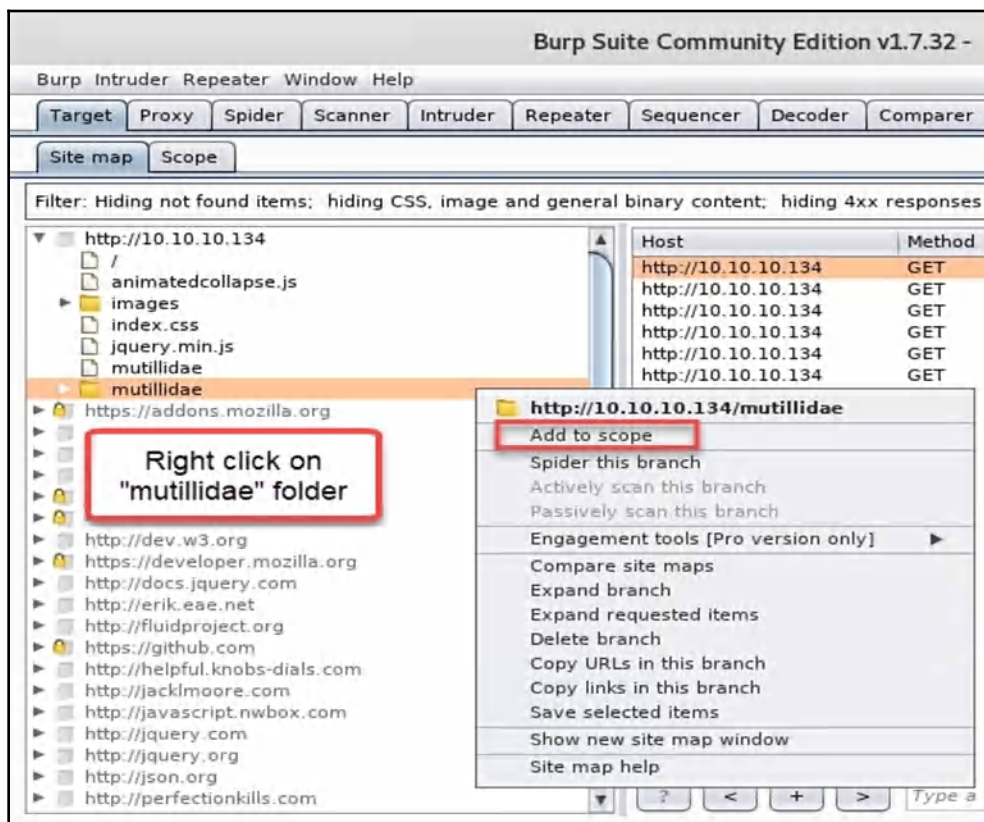 Burp Suite Community Edition v1.7.32 -
Burp Intruder Repeater Window Help
Target Proxy Spider Scanner Intruder Repeater Sequencer Decoder Comparer
Site map Scope
Filter: Hiding not found items; hiding CSS, image and general binary content; hiding 4xx responses
http://10.10.10.134
/
animatedcollapse.js
images
index.css
jquery.min.js
mutillidae
mutillidae
https://addons.mozilla.org
Right click on
"mutillidae" folder
http://dev.w3.org
https://developer.mozilla.org
http://docs.jquery.com
http://erik.eae.net
http://fluidproject.org
https://github.com
http://helpful.knobs-dials.com
http://jacklmoore.com
http://javascript.nwbox.com
http://jquery.com
http://jquery.org
http://json.org
http://perfectionkills.com
Host Method
http://10.10.10.134 GET
http://10.10.10.134 GET
http://10.10.10.134 GET
http://10.10.10.134 GET
http://10.10.10.134 GET
http://10.10.10.134 GET
http://10.10.10.134/mutillidae
Add to scope
Spider this branch
Actively scan this branch
Passively scan this branch
Engagement tools [Pro version only]
Compare site maps
Expand branch
Expand requested items
Delete branch
Copy URLs in this branch
Copy links in this branch
Save selected items
Show new site map window
Site map help
? < + > Type a